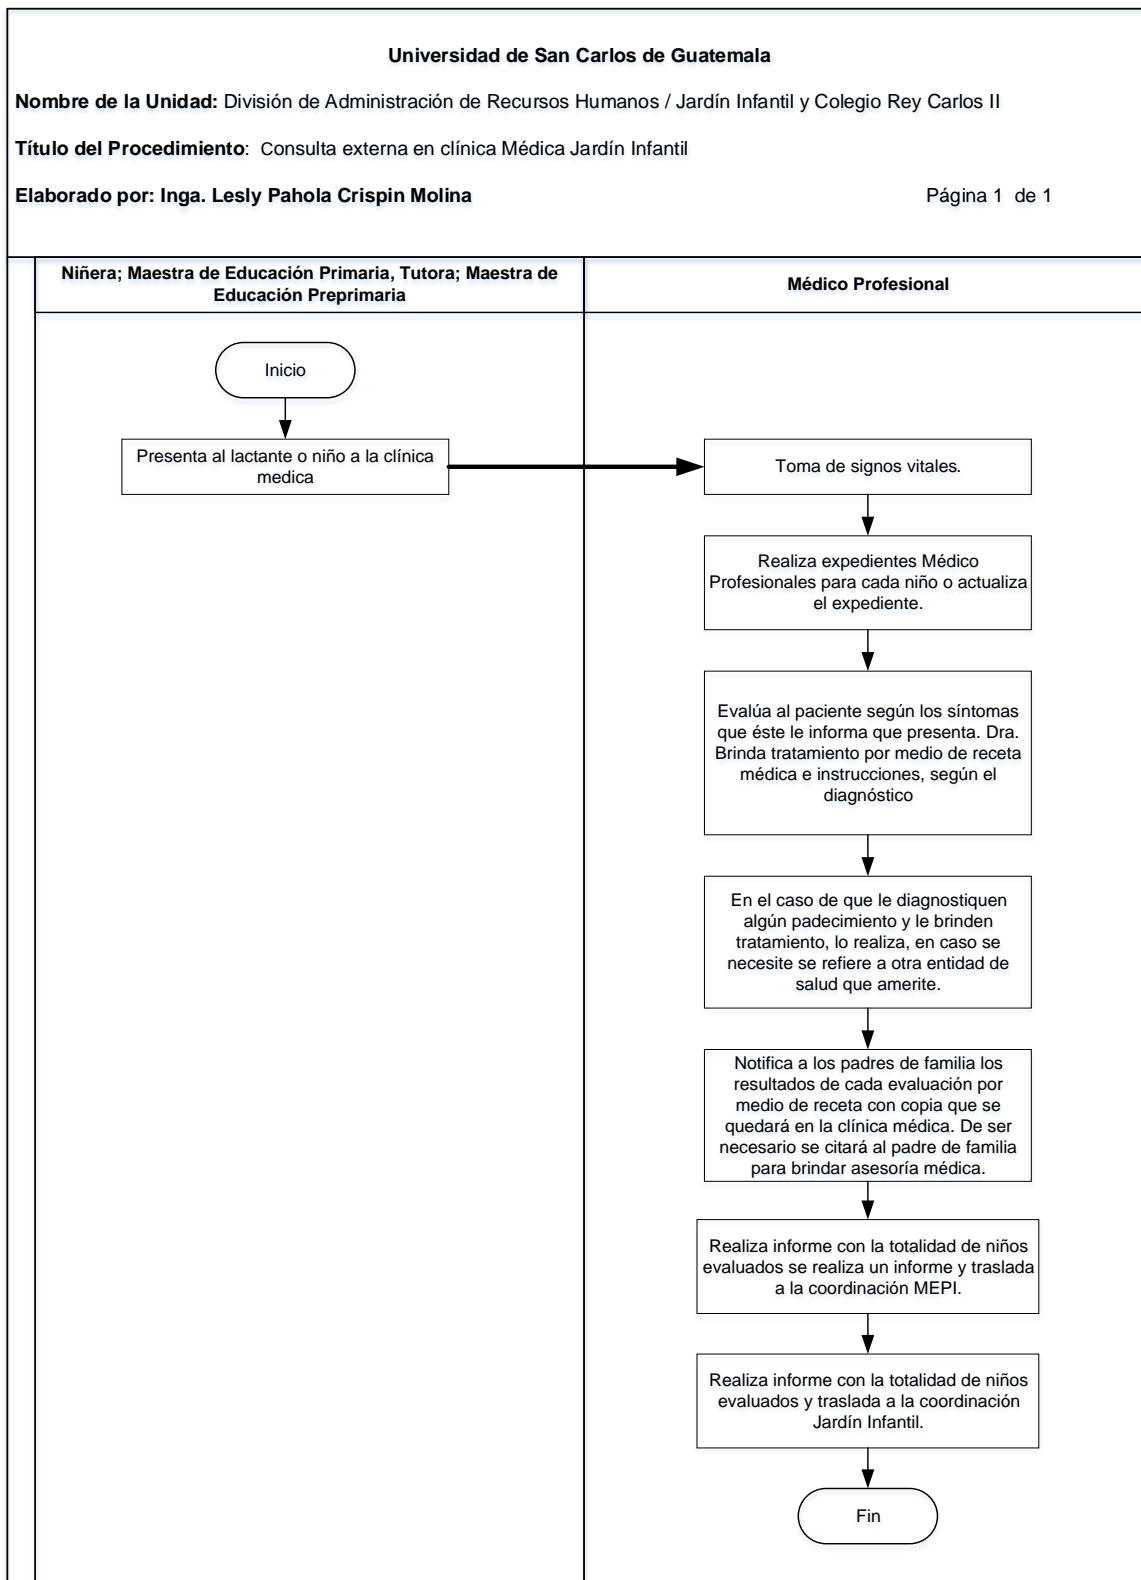 Universidad de San Carlos de Guatemala
Nombre de la Unidad: División de Administración de Recursos Humanos / Jardín Infantil y Colegio Rey Carlos II
Título del Procedimiento: Consulta externa en clínica Médica Jardín Infantil
Elaborado por: Inga. Lesly Pahola Crispin Molina Página 1 de 1
Niñera; Maestra de Educación Primaria, Tutora; Maestra de
Educación Preprimaria
Médico Profesional
Inicio
Presenta al lactante o niño a la clínica
medica
Toma de signos vitales.
Realiza expedientes Médico
Profesionales para cada niño o actualiza
el expediente.
Evalúa al paciente según los síntomas
que éste le informa que presenta. Dra.
Brinda tratamiento por medio de receta
médica e instrucciones, según el
diagnóstico
En el caso de que le diagnostiquen
algún padecimiento y le brinden
tratamiento, lo realiza, en caso se
necesite se refiere a otra entidad de
salud que amerite.
Notifica a los padres de familia los
resultados de cada evaluación por
medio de receta con copia que se
quedará en la clínica médica. De ser
necesario se citará al padre de familia
para brindar asesoría médica.
Realiza informe con la totalidad de niños
evaluados se realiza un informe y traslada
a la coordinación MEPI.
Realiza informe con la totalidad de niños
evaluados y traslada a la coordinación
Jardín Infantil.
Fin